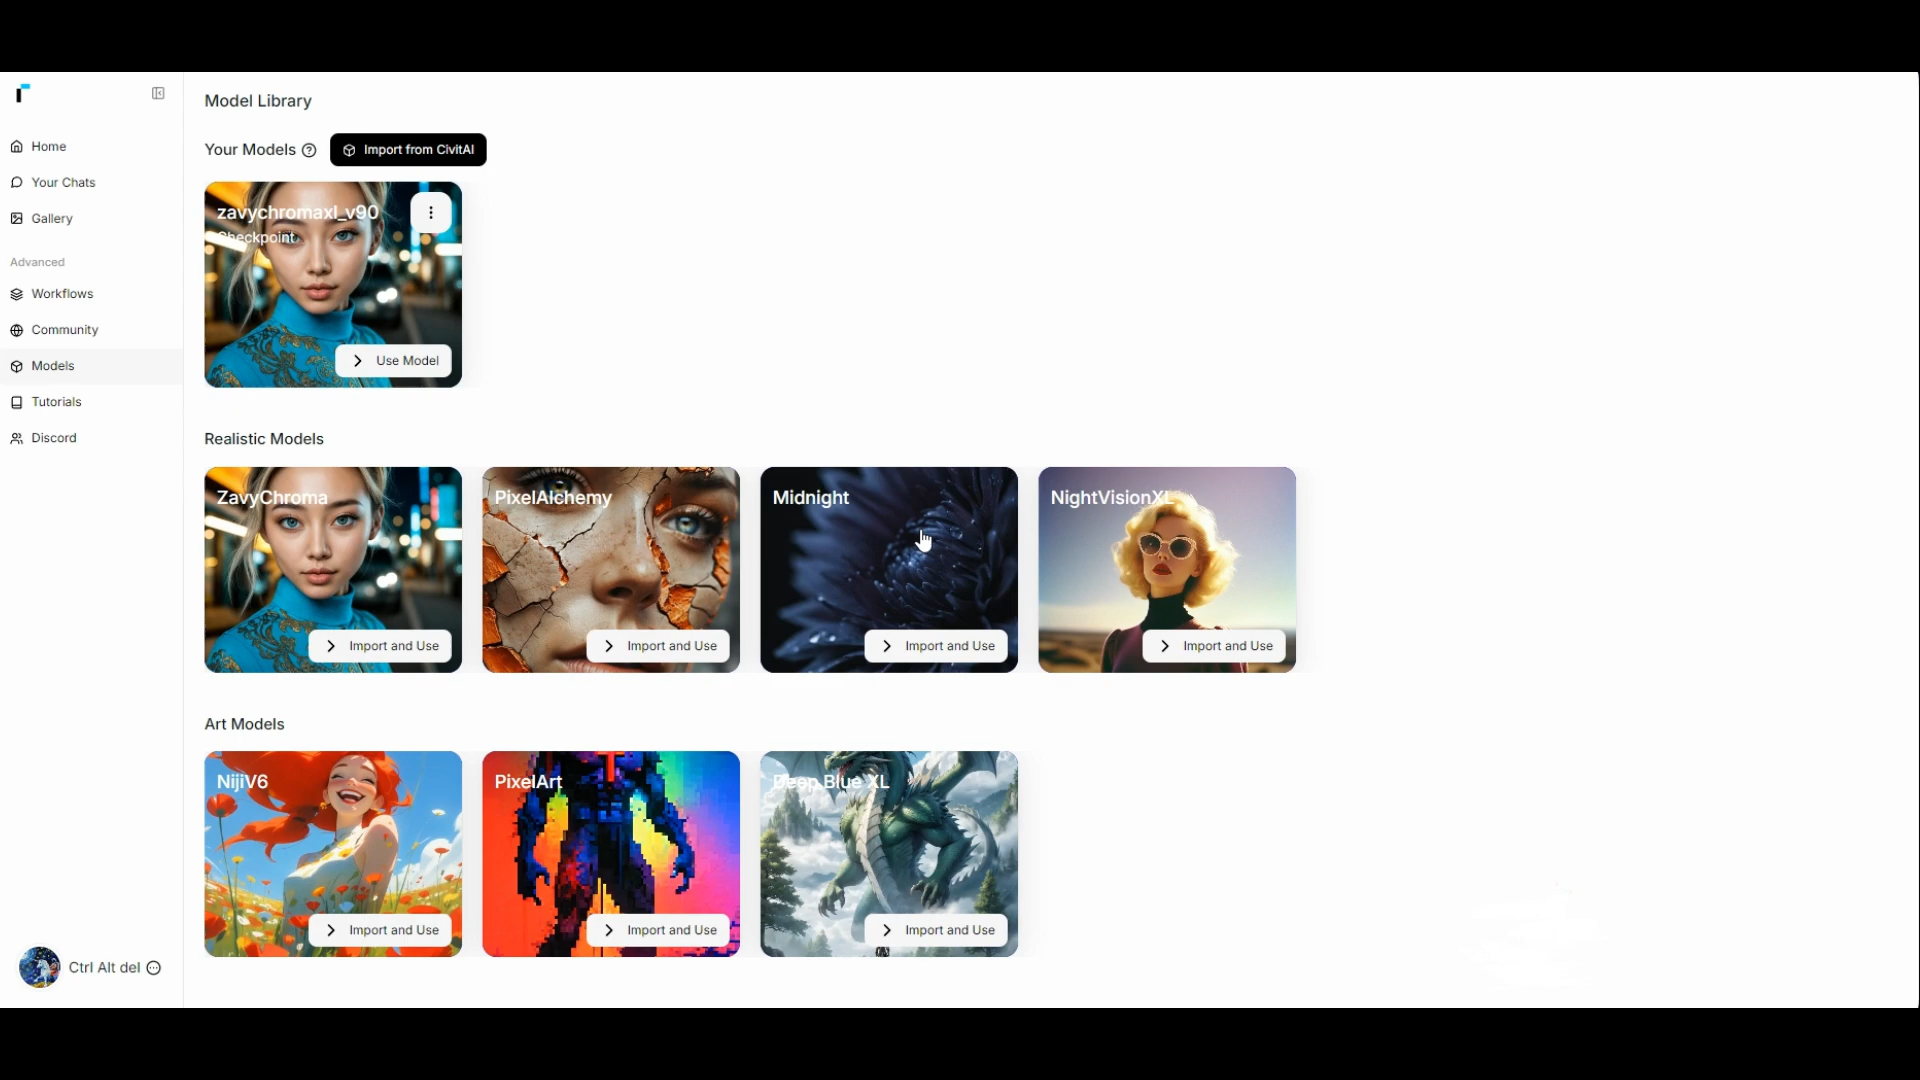 Model Library
Your Models
Import from CivitAI
Home
Your Chats
Gallery
Advanced
Workflows
Community
Models
Tutorials
Discord
Ctrl Alt del
zavychromaxl_v90
Checkpoint
Use Model
Realistic Models
ZavyChroma
Import and Use
PixelAlchemy
Import and Use
Midnight
Import and Use
NightVisionXL
Import and Use
Art Models
NijiV6
Import and Use
PixelArt
Import and Use
Deep Blue XL
Import and Use